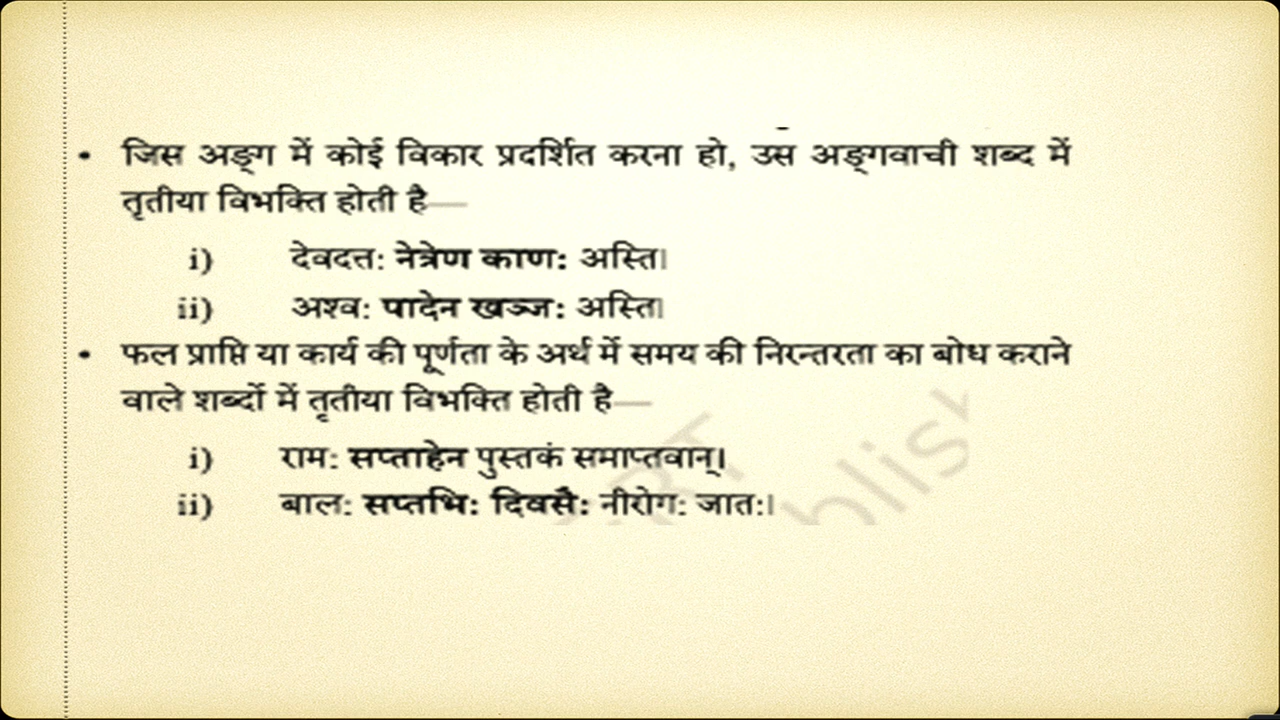 • जिस अङ्ग में कोई विकार प्रदर्शित करना हो, उस अङ्गवाची शब्द में
तृतीया विभक्ति होती है—
i) देवदत्त: नेत्रेण काण: अस्ति।
ii) अश्व: पादेन खञ्ज: अस्ति।
• फल प्राप्ति या कार्य की पूर्णता के अर्थ में समय की निरन्तरता का बोध कराने
वाले शब्दों में तृतीया विभक्ति होती है—
i) राम: सप्ताहेन पुस्तकं समाप्तवान्।
ii) बाल: सप्तभि: दिवसै: नीरोग: जात:।